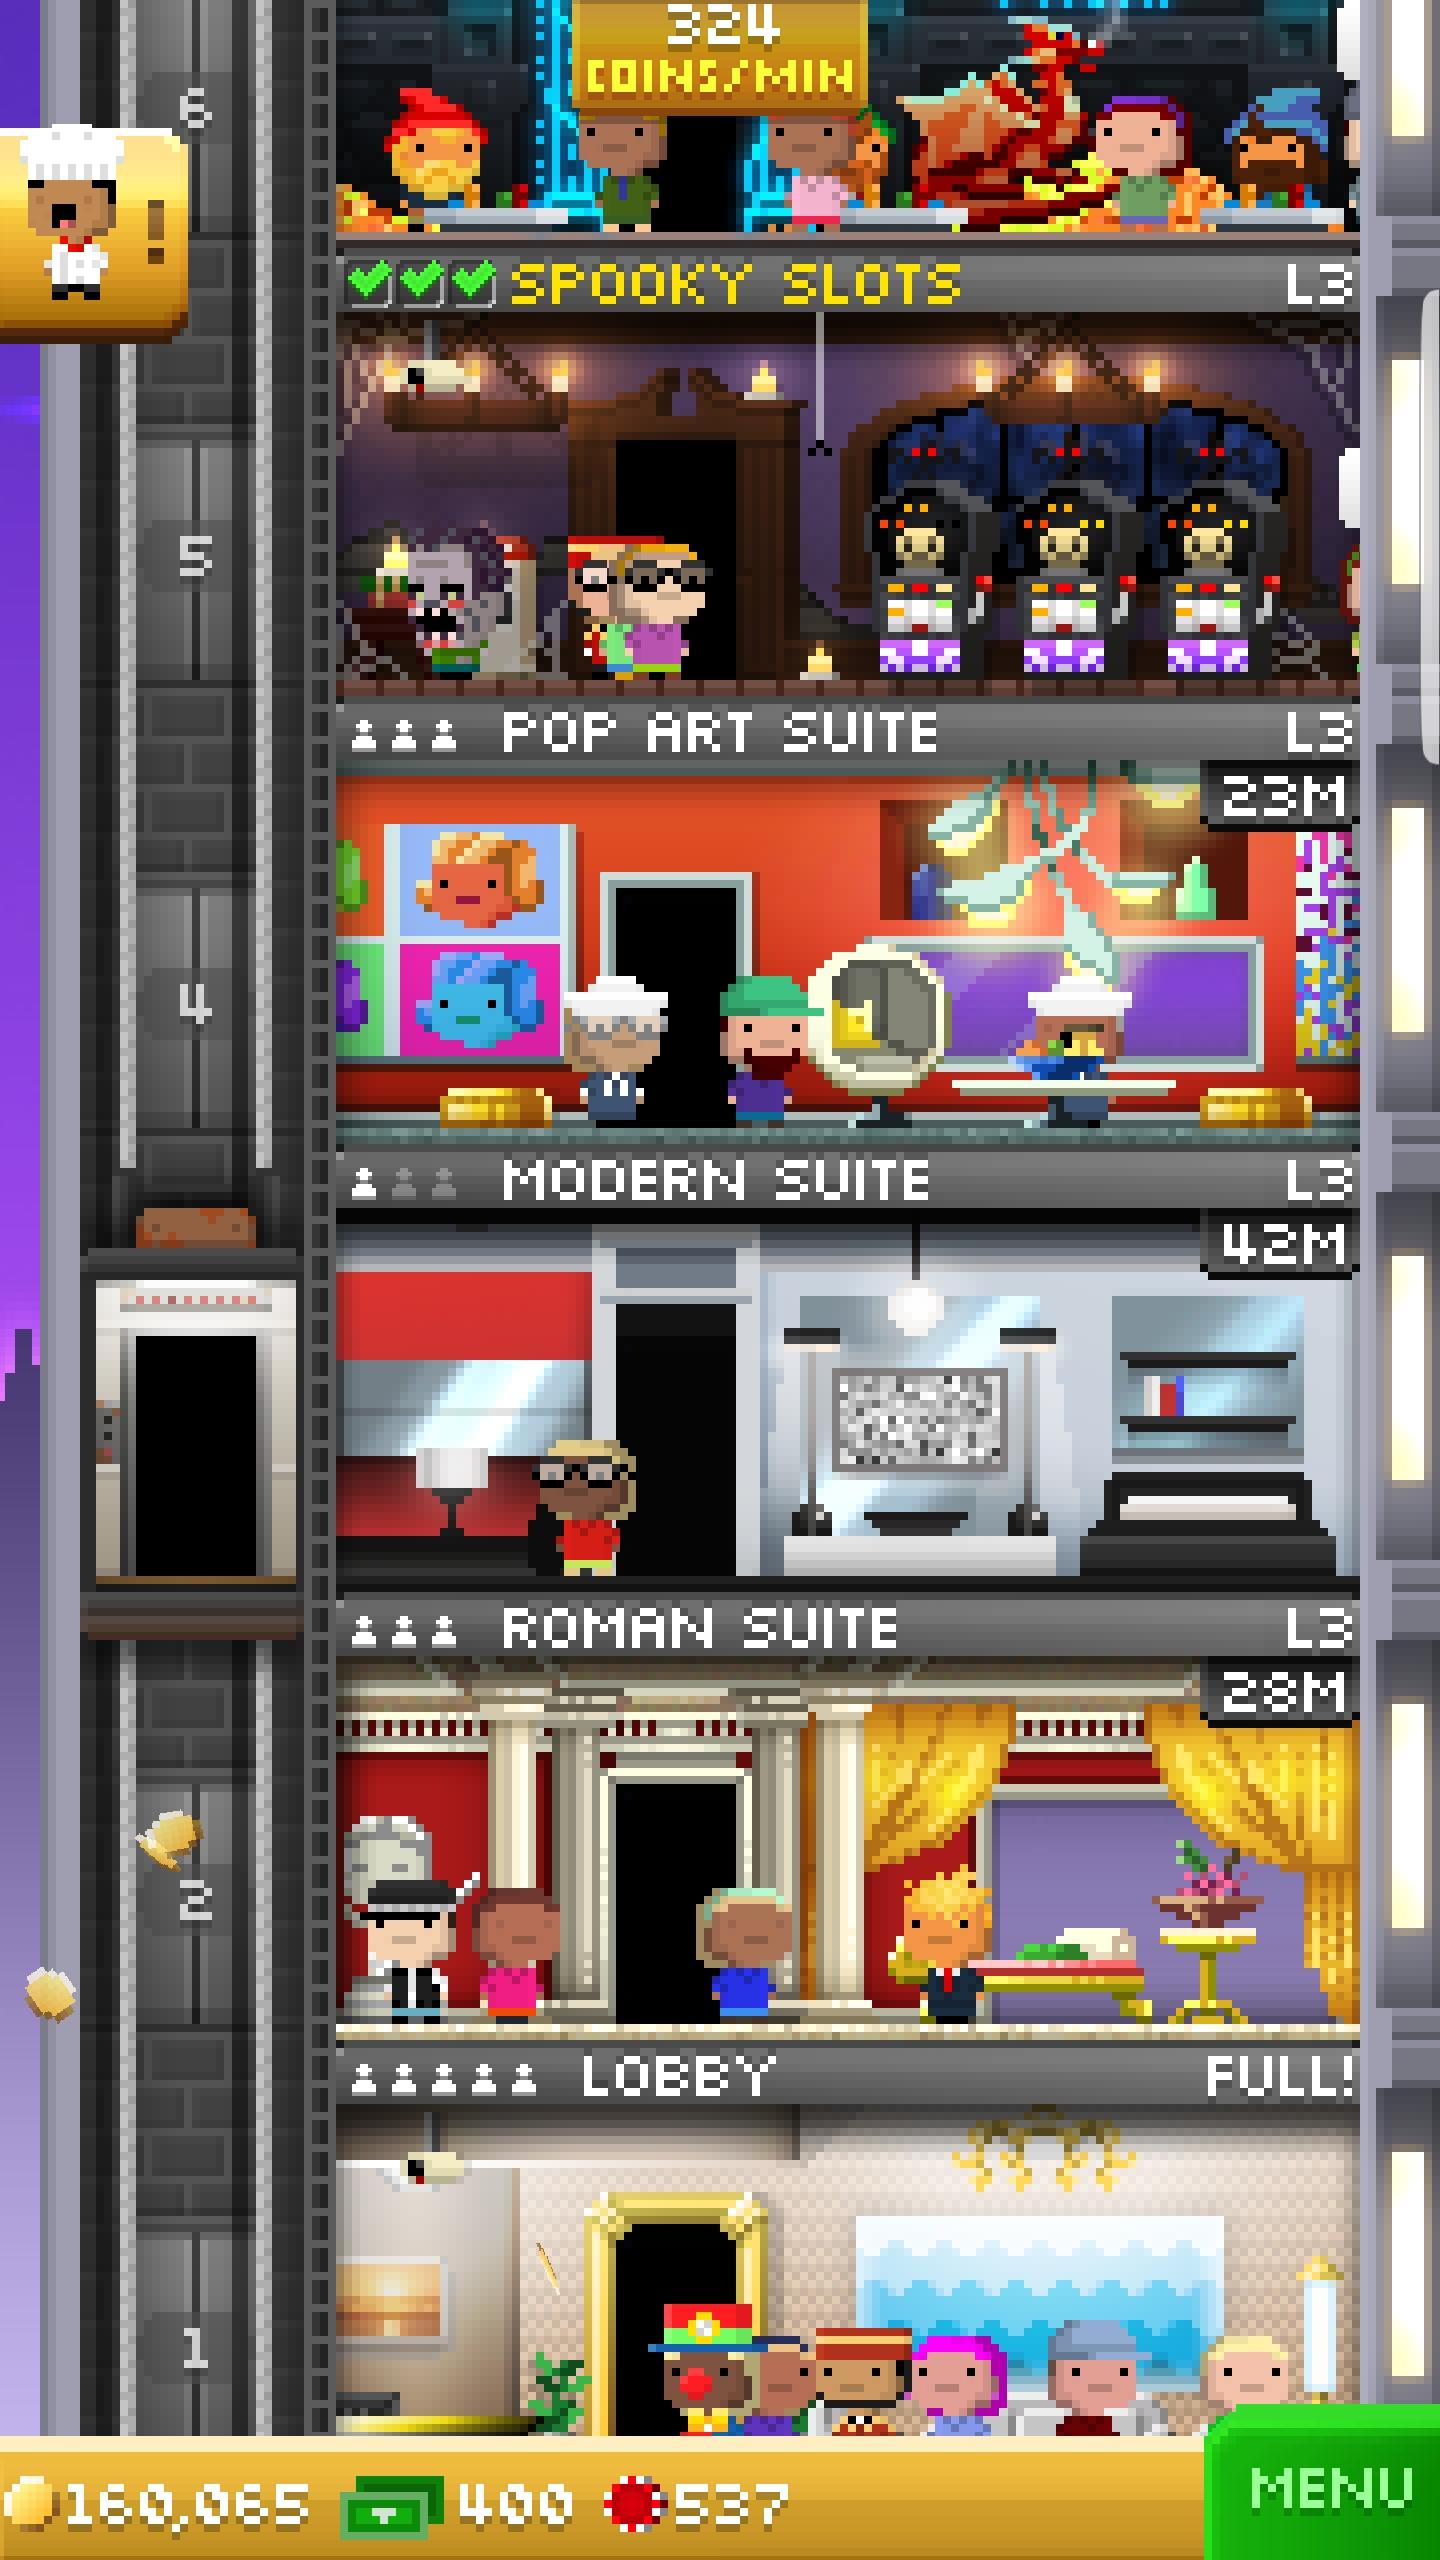 324
COINS/MIN
6
!
SPOOKY SLOTS L3
5
POP ART SUITE L3
23M
4
MODERN SUITE L3
42M
ROMAN SUITE L3
28M
2
LOBBY FULL!
1
160,065 400 537 MENU